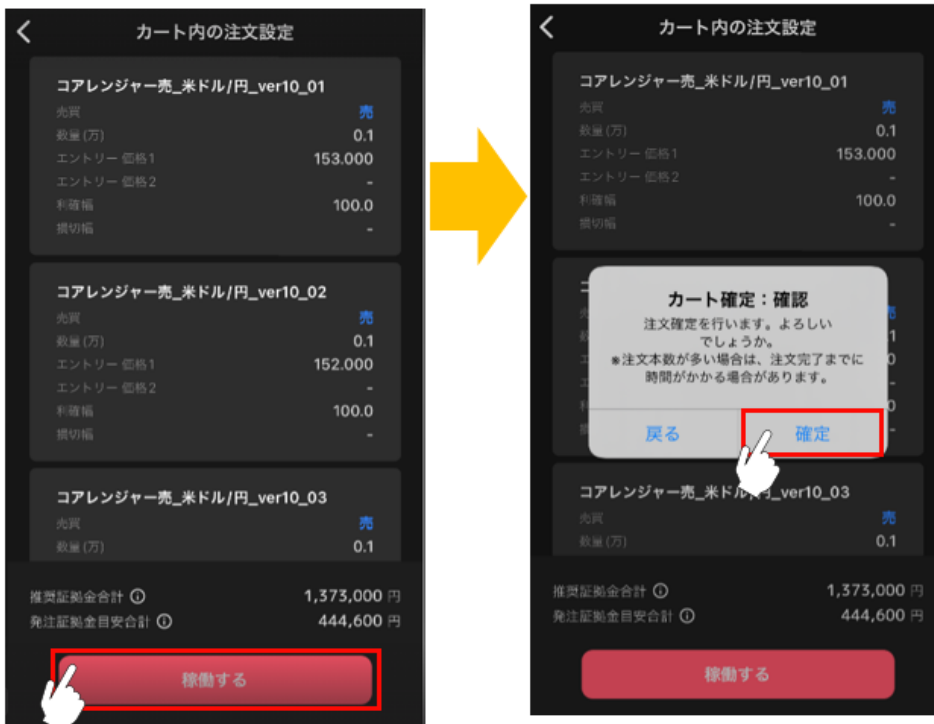 カート内の注文設定
コアレンジャー売_米ドル/円_ver10_01
売買 売
数量(万) 0.1
エントリー価格1 153.000
エントリー価格2 -
利確幅 100.0
損切幅 -
コアレンジャー売_米ドル/円_ver10_02
売買 売
数量(万) 0.1
エントリー価格1 152.000
エントリー価格2 -
利確幅 100.0
損切幅 -
コアレンジャー売_米ドル/円_ver10_03
売買 売
数量(万) 0.1
推奨証拠金合計 1,373,000 円
発注証拠金目安合計 444,600 円
稼働する
カート内の注文設定
コアレンジャー売_米ドル/円_ver10_01
売買 売
数量(万) 0.1
エントリー価格1 153.000
エントリー価格2 -
利確幅 100.0
損切幅 -
カート確定：確認
注文確定を行います。よろしい
でしょうか。
※注文本数が多い場合は、注文完了までに
時間がかかる場合があります。
戻る 確定
コアレンジャー売_米ドル/円_ver10_03
売買 売
数量(万) 0.1
推奨証拠金合計 1,373,000 円
発注証拠金目安合計 444,600 円
稼働する